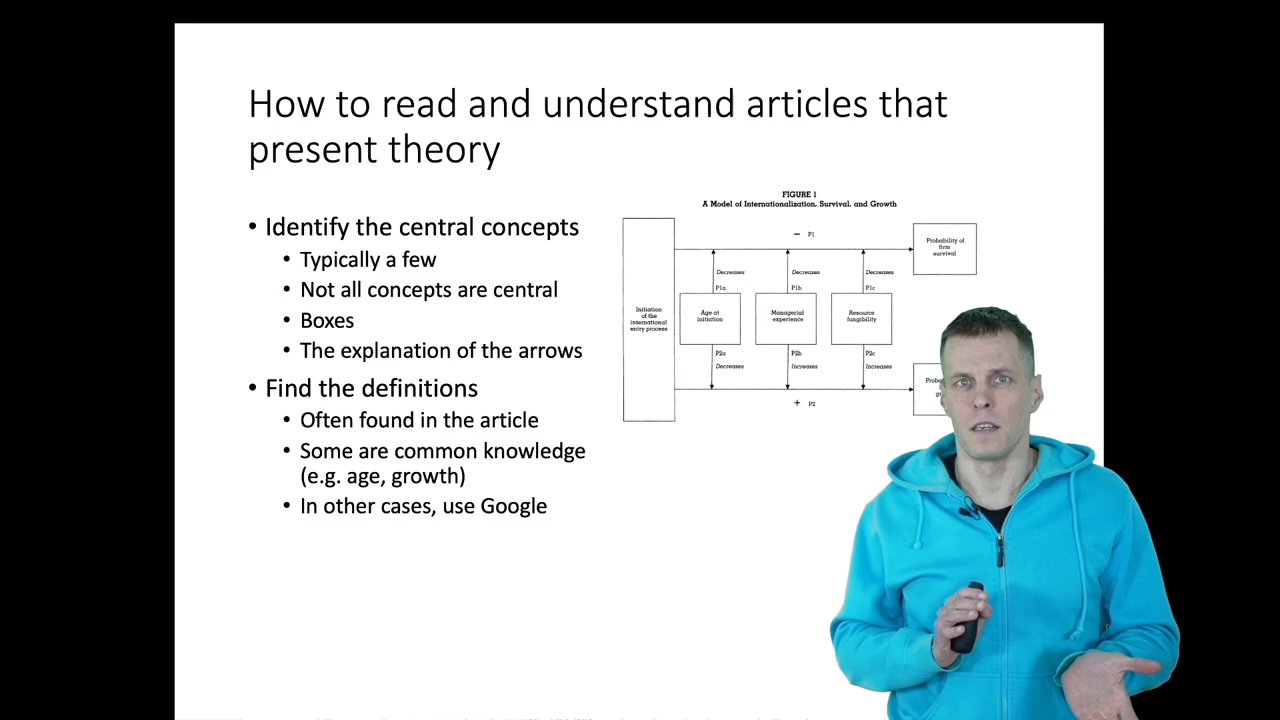 How to read and understand articles that
present theory
• Identify the central concepts
• Typically a few
• Not all concepts are central
• Boxes
• The explanation of the arrows
• Find the definitions
• Often found in the article
• Some are common knowledge
(e.g. age, growth)
• In other cases, use Google
FIGURE 1
A Model of Internationalization, Survival, and Growth
− P1
Probability of
firm
survival
Decreases
Decreases
Decreases
P1a
P1b
P1c
Initiation
of the
international
entry process
Age at
initiation
Managerial
experience
Resource
fungibility
P2a
P2b
P2c
Decreases
Increases
Increases
+ P2